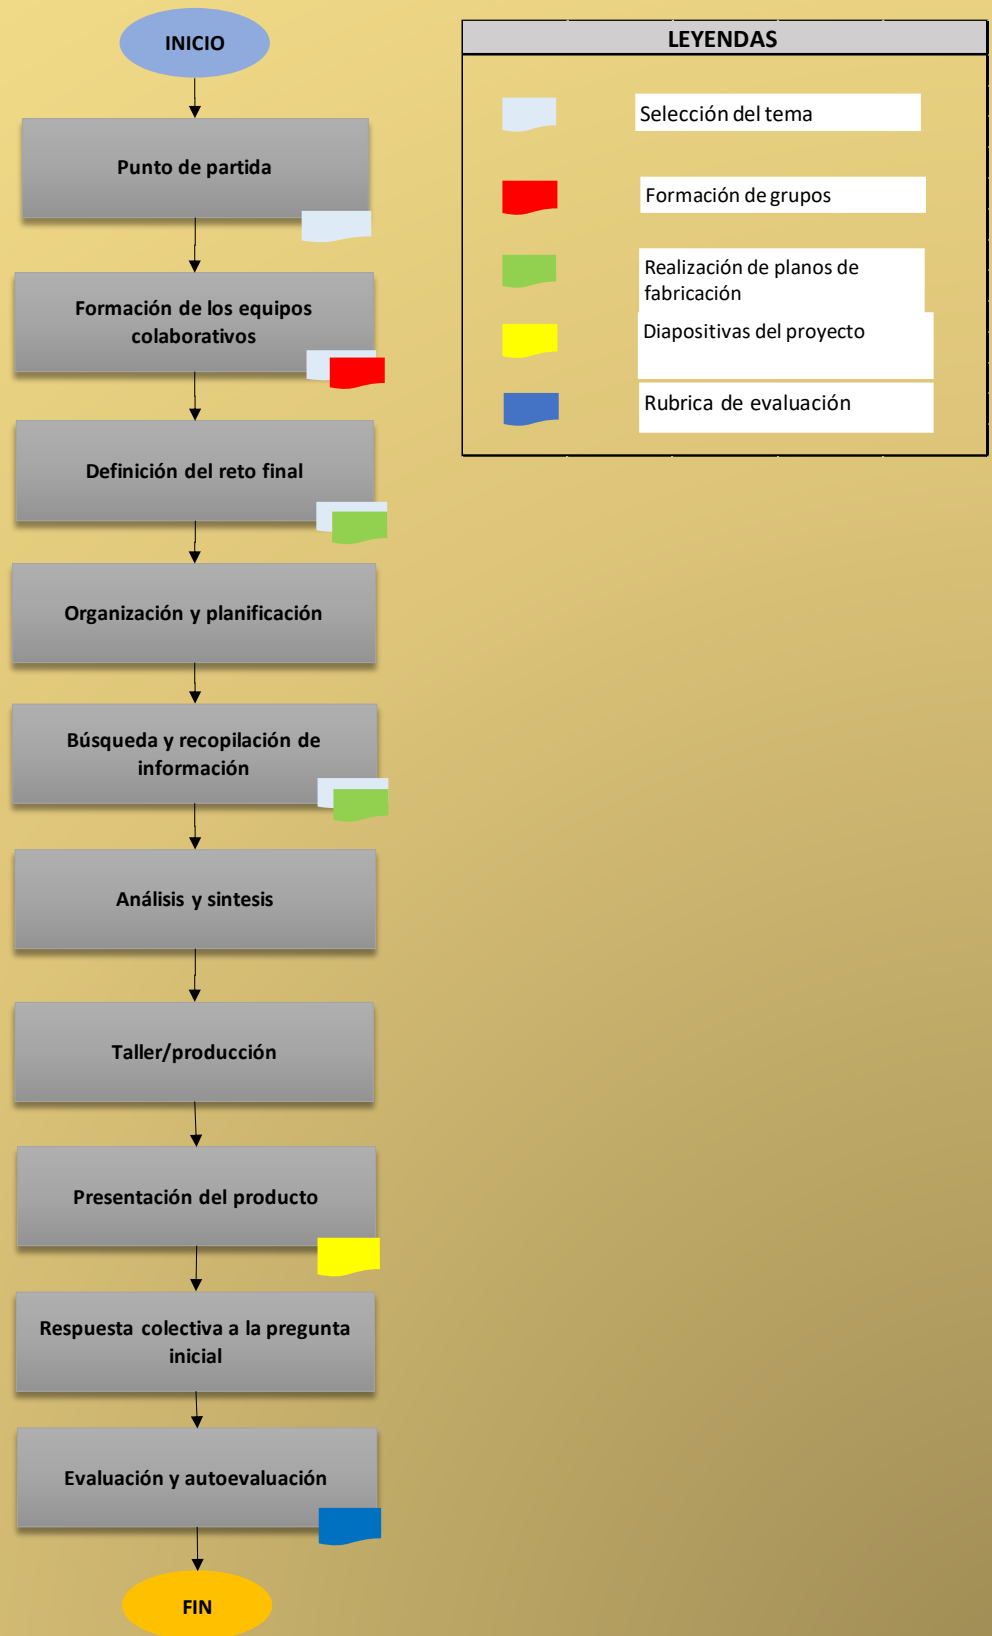 INICIO
Punto de partida
Formación de los equipos
colaborativos
Definición del reto final
Organización y planificación
Búsqueda y recopilación de
información
Análisis y sintesis
Taller/producción
Presentación del producto
Respuesta colectiva a la pregunta
inicial
Evaluación y autoevaluación
FIN
LEYENDAS
Selección del tema
Formación de grupos
Realización de planos de
fabricación
Diapositivas del proyecto
Rubrica de evaluación